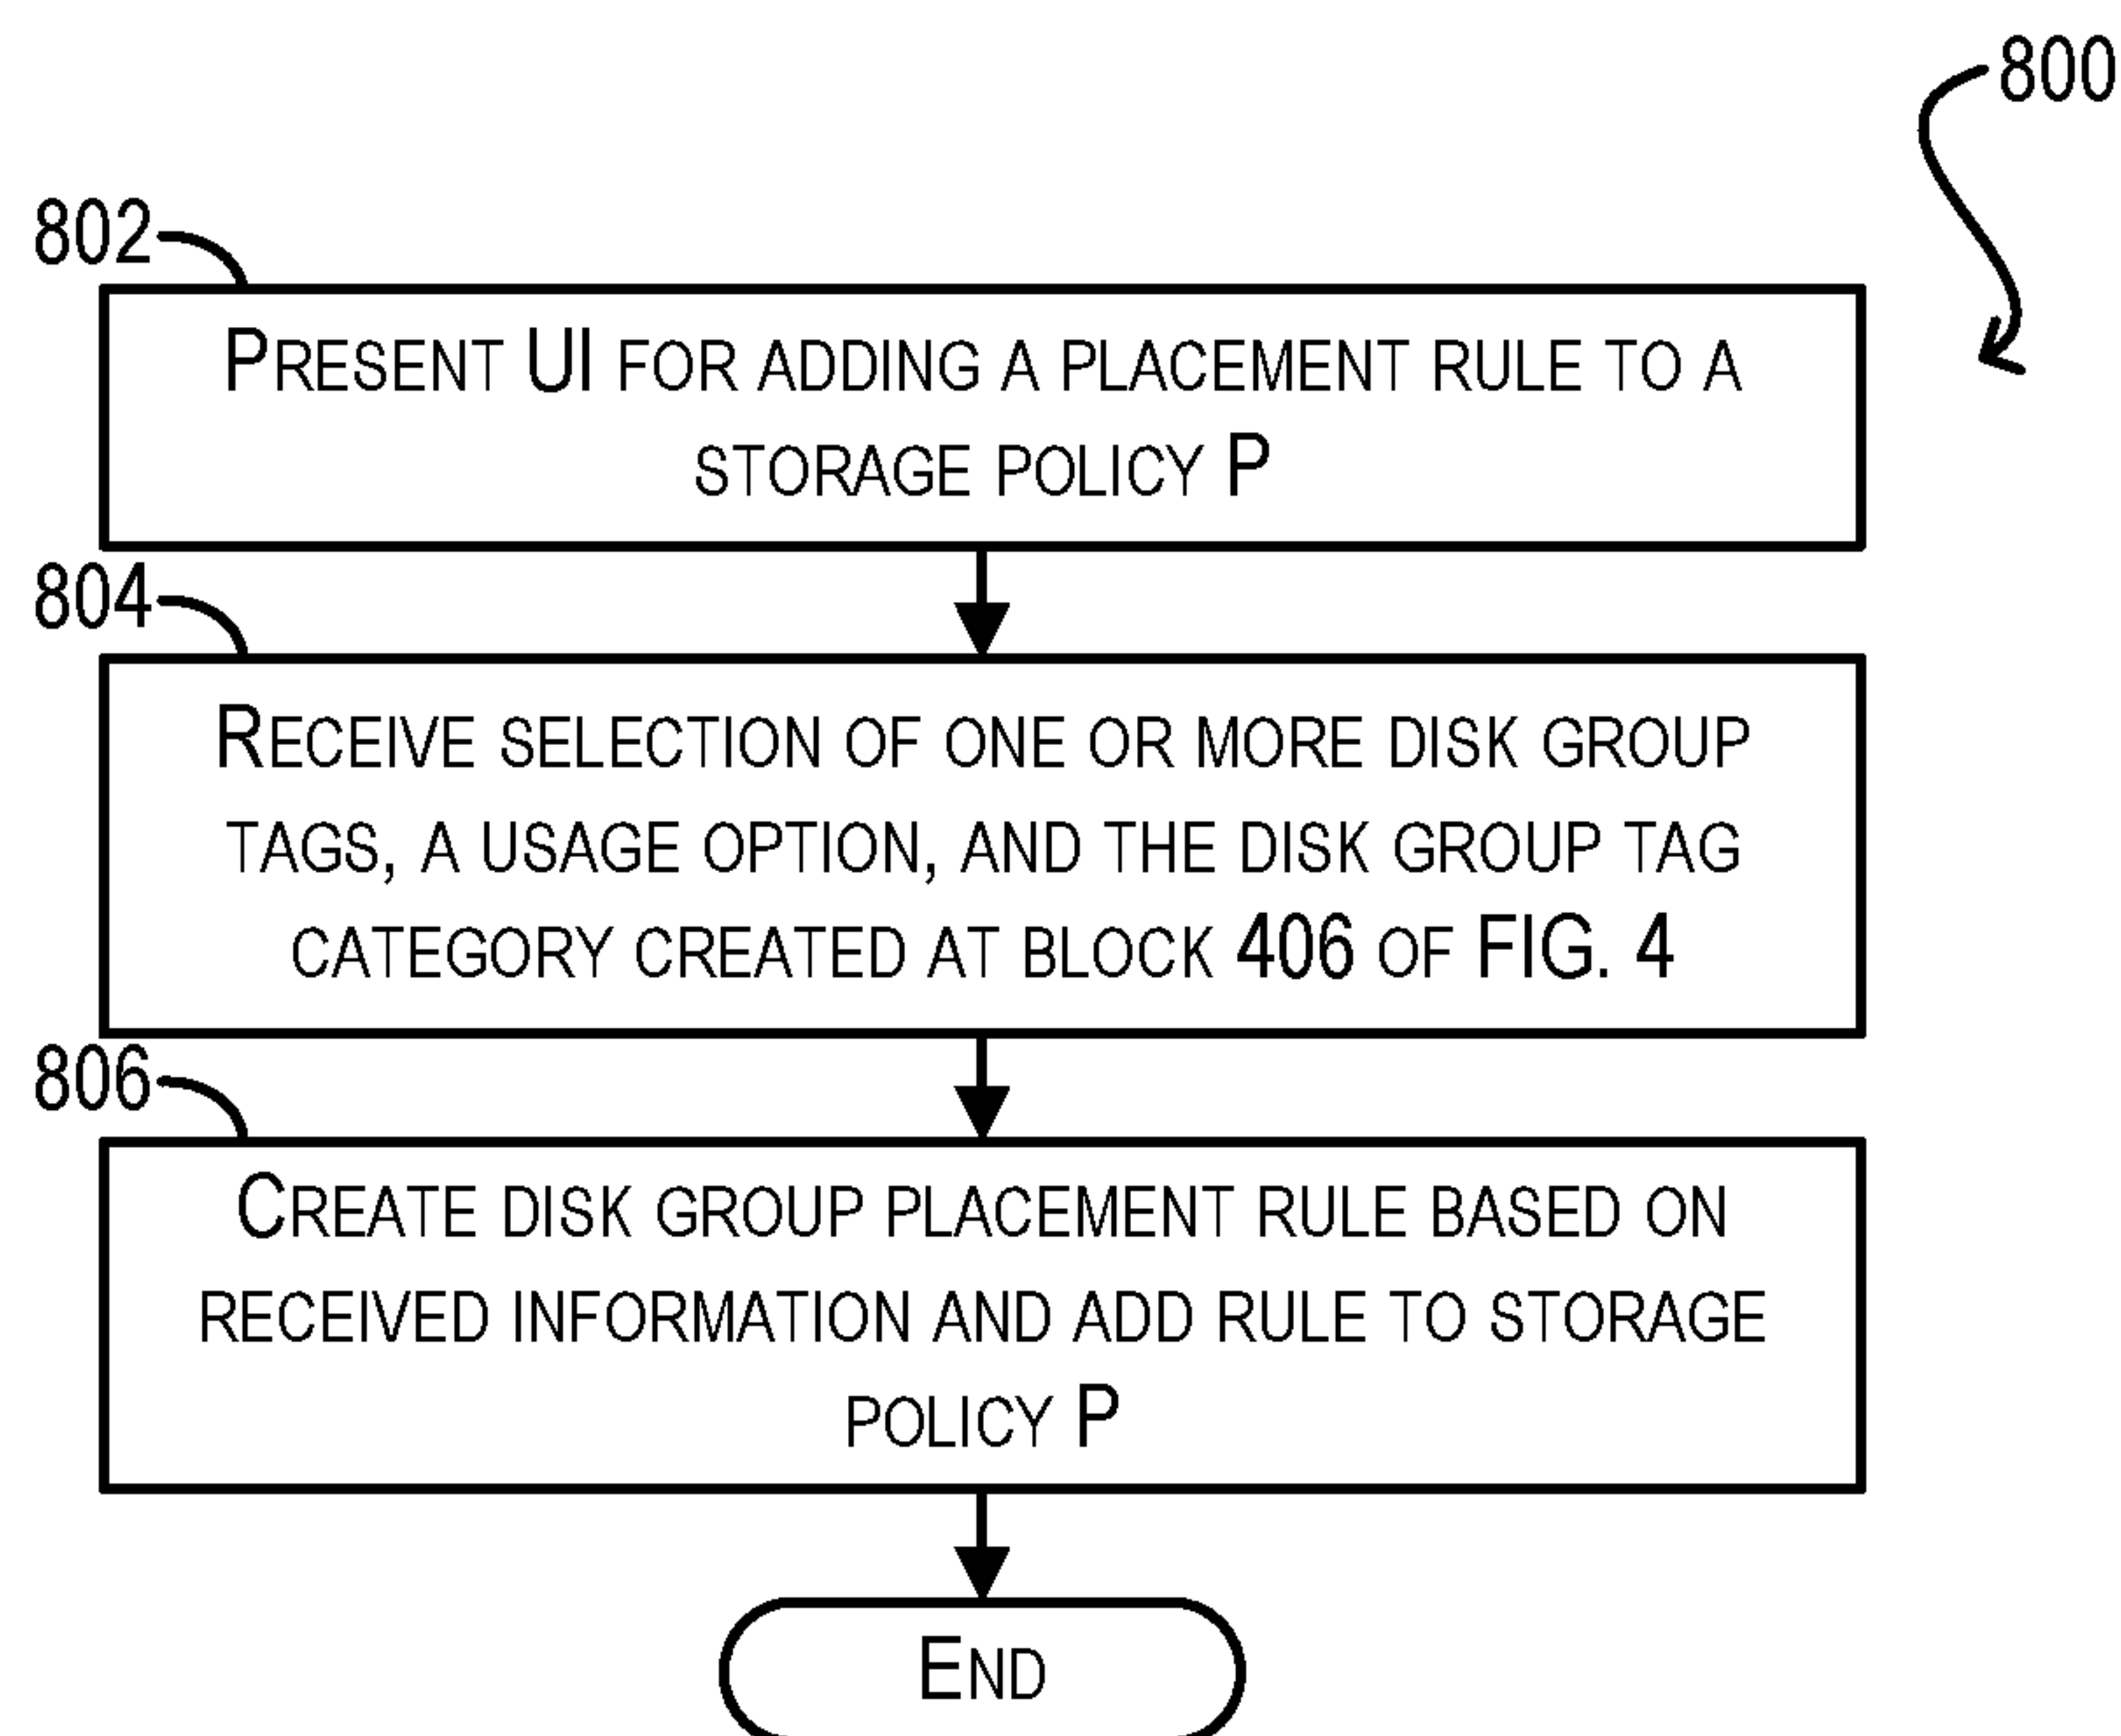 800
802
PRESENT UI FOR ADDING A PLACEMENT RULE TO A
STORAGE POLICY P
804
RECEIVE SELECTION OF ONE OR MORE DISK GROUP
TAGS, A USAGE OPTION, AND THE DISK GROUP TAG
CATEGORY CREATED AT BLOCK 406 OF FIG. 4
806
CREATE DISK GROUP PLACEMENT RULE BASED ON
RECEIVED INFORMATION AND ADD RULE TO STORAGE
POLICY P
END